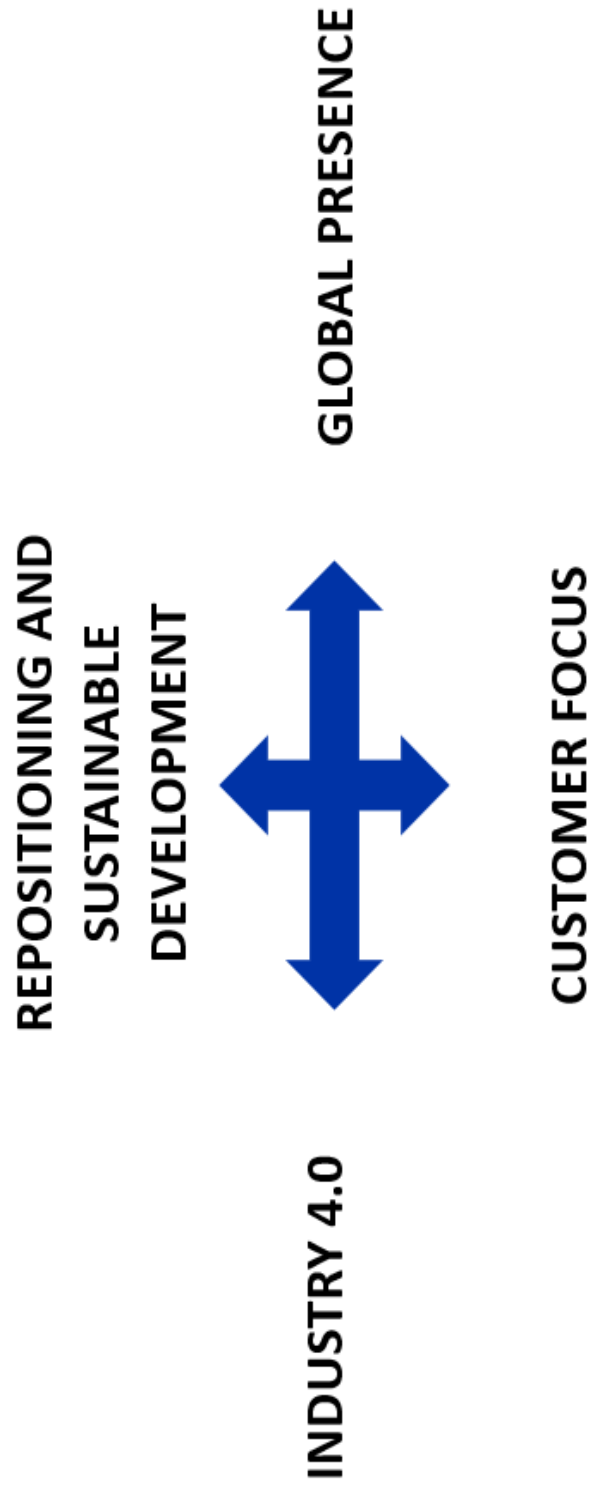 REPOSITIONING AND
SUSTAINABLE
DEVELOPMENT
INDUSTRY 4.0
GLOBAL PRESENCE
CUSTOMER FOCUS